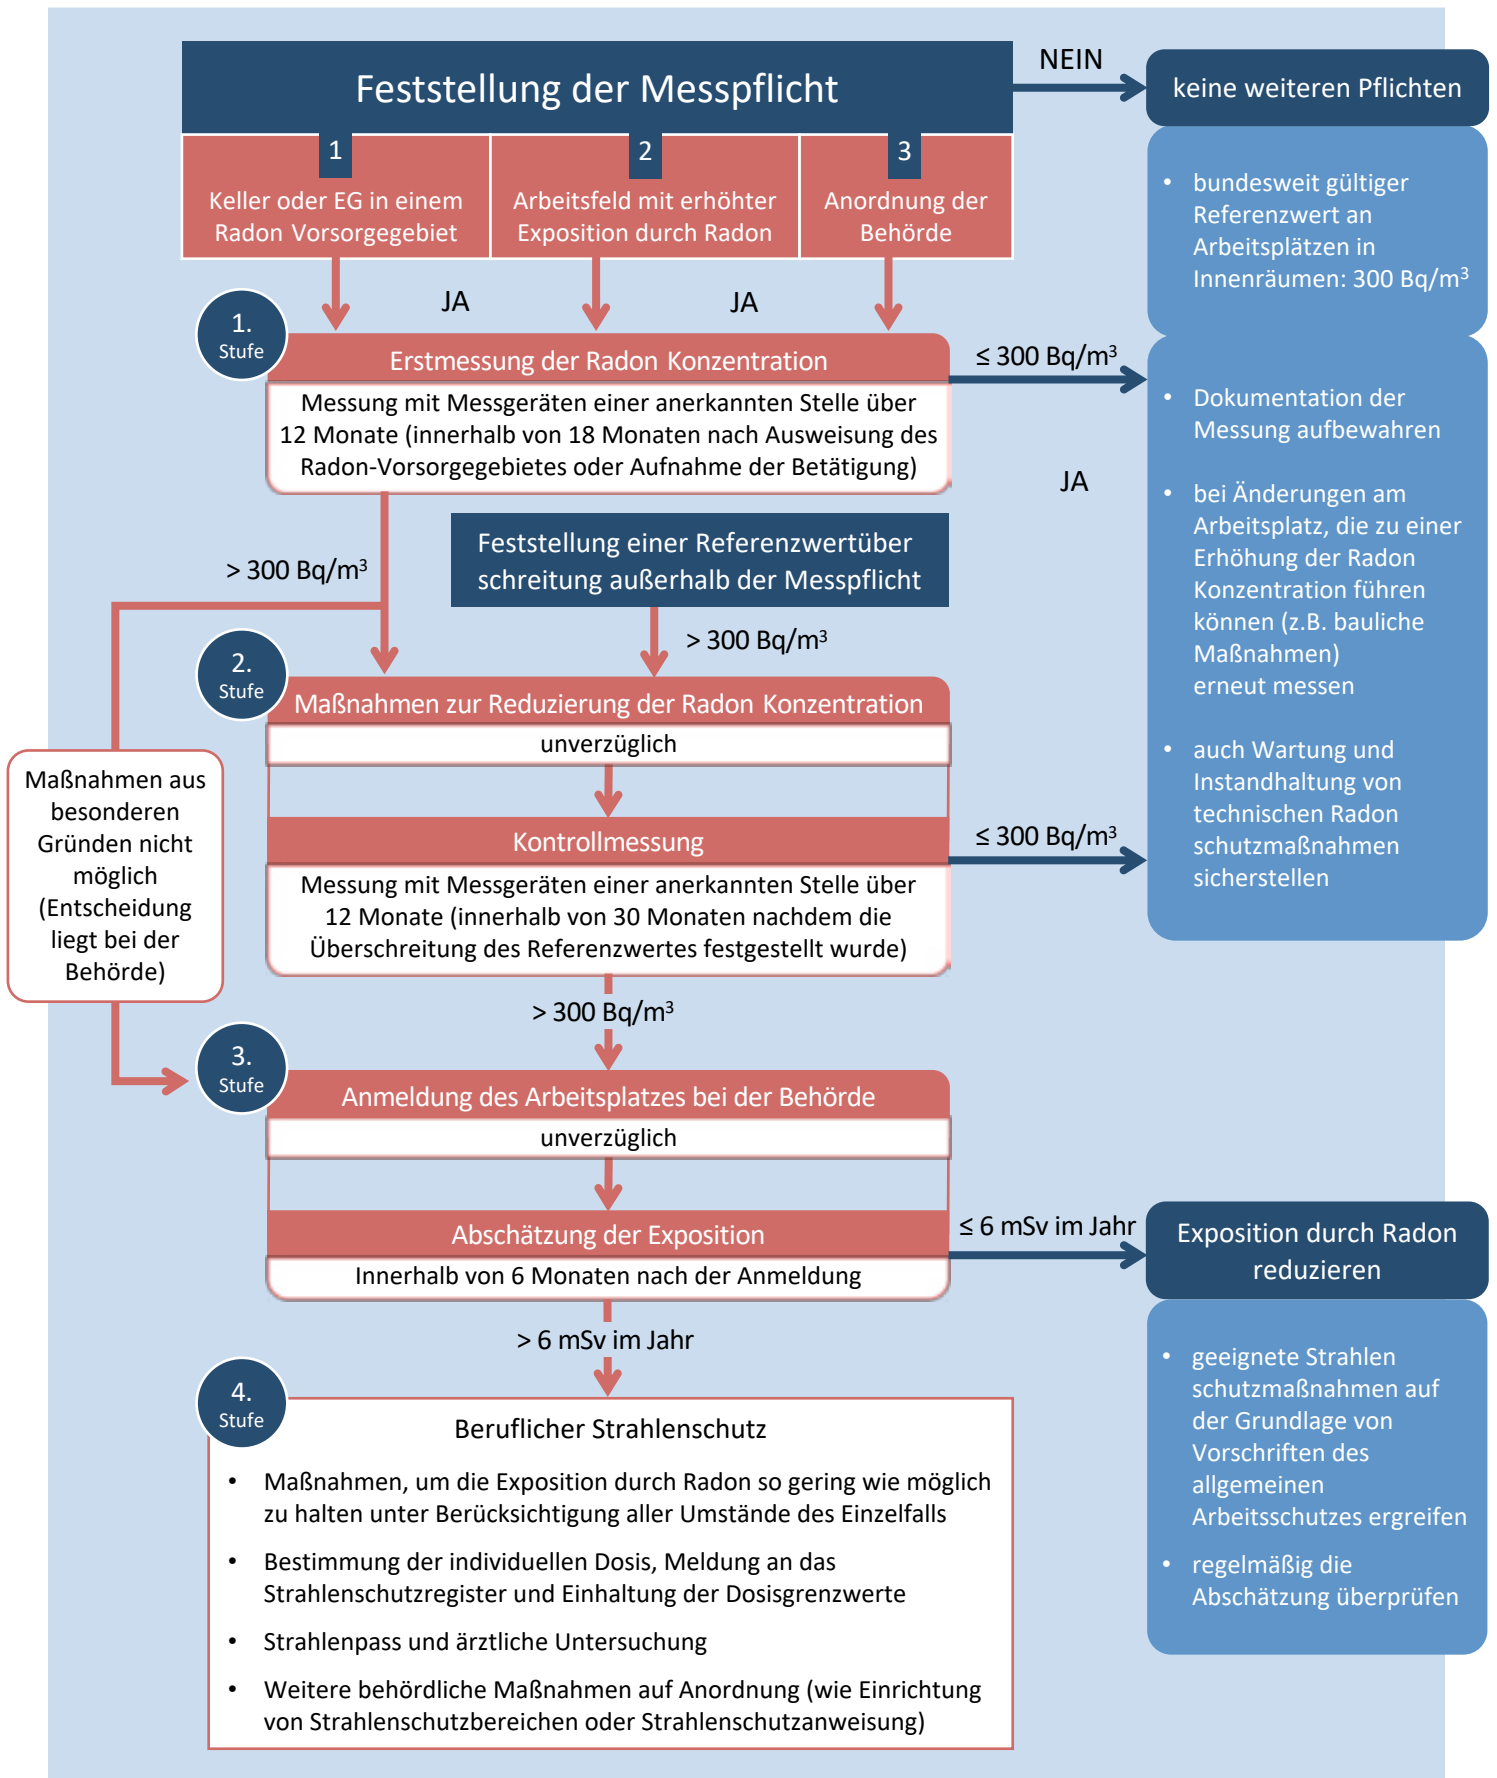 Feststellung der Messpflicht
NEIN
keine weiteren Pflichten
1
Keller oder EG in einem
Radon Vorsorgegebiet
2
Arbeitsfeld mit erhöhter
Exposition durch Radon
3
Anordnung der
Behörde
• bundesweit gültiger
Referenzwert an
Arbeitsplätzen in
Innenräumen: 300 Bq/m³
JA
JA
1.
Stufe
Erstmessung der Radon Konzentration
≤ 300 Bq/m³
Messung mit Messgeräten einer anerkannten Stelle über
12 Monate (innerhalb von 18 Monaten nach Ausweisung des
Radon-Vorsorgegebietes oder Aufnahme der Betätigung)
JA
• Dokumentation der
Messung aufbewahren
• bei Änderungen am
Arbeitsplatz, die zu einer
Erhöhung der Radon
Konzentration führen
können (z.B. bauliche
Maßnahmen)
erneut messen
• auch Wartung und
Instandhaltung von
technischen Radon
schutzmaßnahmen
sicherstellen
> 300 Bq/m³
Feststellung einer Referenzwertüber
schreitung außerhalb der Messpflicht
> 300 Bq/m³
2.
Stufe
Maßnahmen zur Reduzierung der Radon Konzentration
unverzüglich
Maßnahmen aus
besonderen
Gründen nicht
möglich
(Entscheidung
liegt bei der
Behörde)
Kontrollmessung
≤ 300 Bq/m³
Messung mit Messgeräten einer anerkannten Stelle über
12 Monate (innerhalb von 30 Monaten nachdem die
Überschreitung des Referenzwertes festgestellt wurde)
> 300 Bq/m³
3.
Stufe
Anmeldung des Arbeitsplatzes bei der Behörde
unverzüglich
Abschätzung der Exposition
≤ 6 mSv im Jahr
Innerhalb von 6 Monaten nach der Anmeldung
Exposition durch Radon
reduzieren
• geeignete Strahlen
schutzmaßnahmen auf
der Grundlage von
Vorschriften des
allgemeinen
Arbeitsschutzes ergreifen
• regelmäßig die
Abschätzung überprüfen
> 6 mSv im Jahr
4.
Stufe
Beruflicher Strahlenschutz
• Maßnahmen, um die Exposition durch Radon so gering wie möglich
zu halten unter Berücksichtigung aller Umstände des Einzelfalls
• Bestimmung der individuellen Dosis, Meldung an das
Strahlenschutzregister und Einhaltung der Dosisgrenzwerte
• Strahlenpass und ärztliche Untersuchung
• Weitere behördliche Maßnahmen auf Anordnung (wie Einrichtung
von Strahlenschutzbereichen oder Strahlenschutzanweisung)